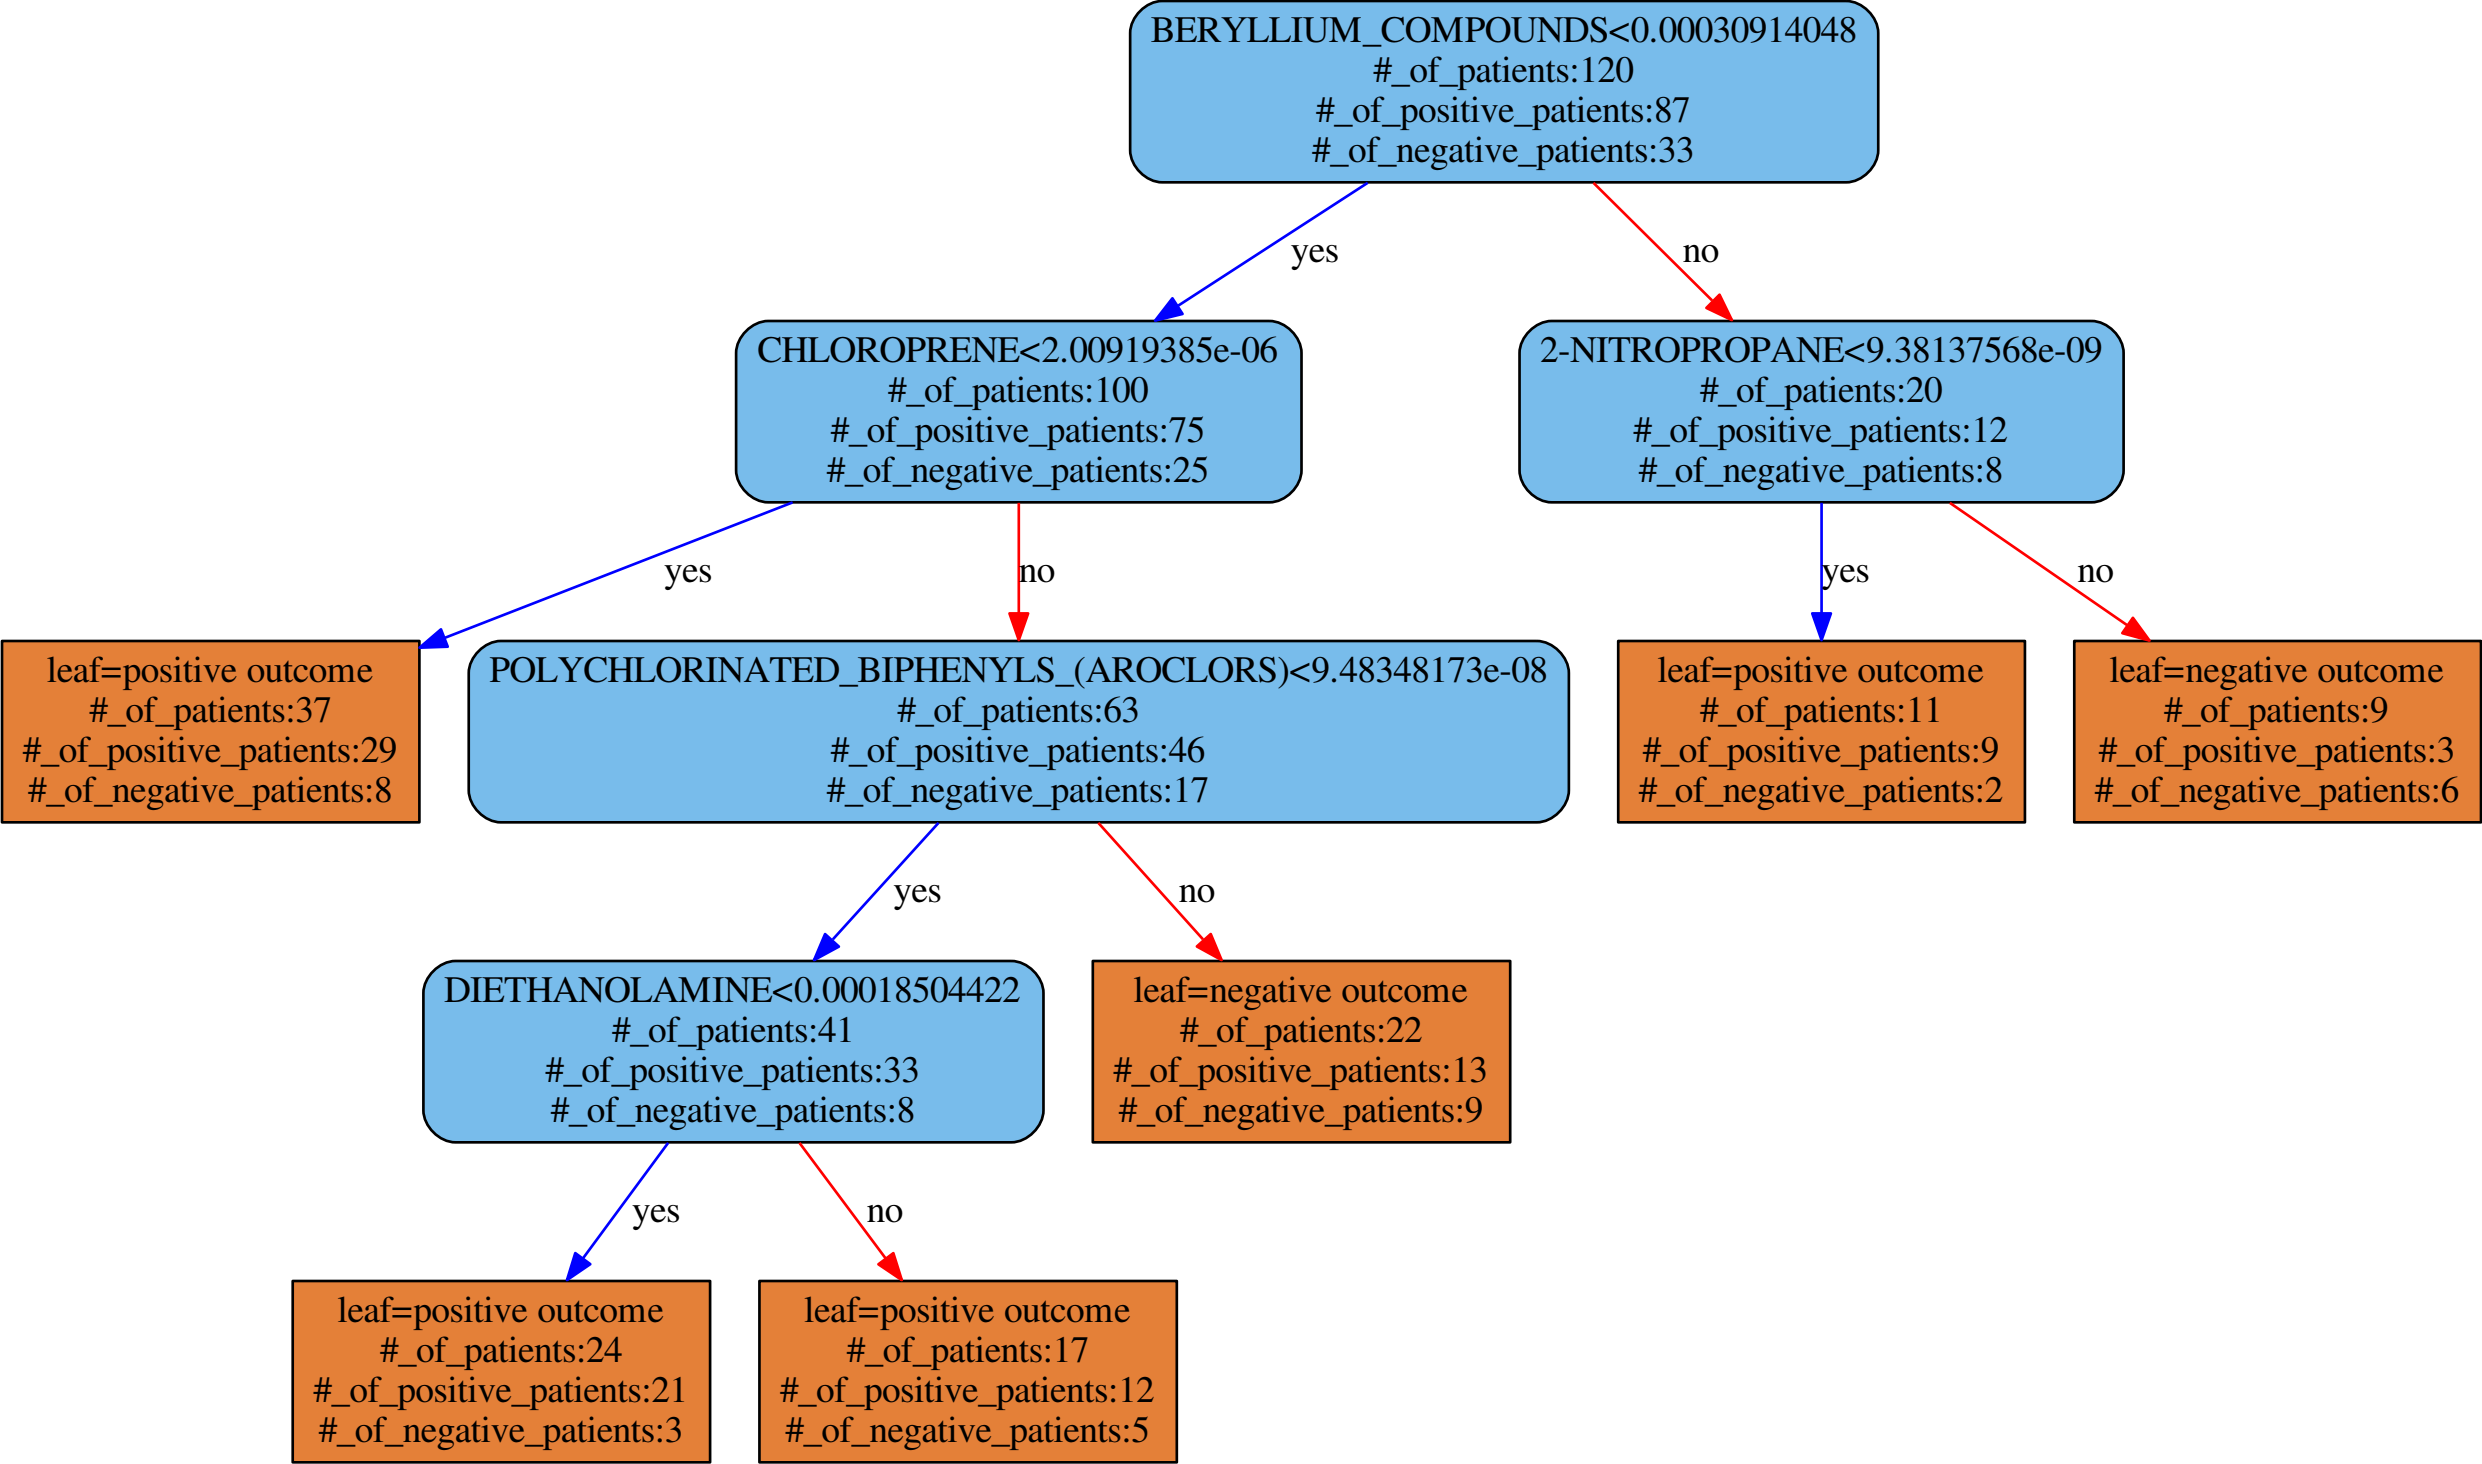 BERYLLIUM_COMPOUNDS<0.00030914048
#_of_patients:120
#_of_positive_patients:87
#_of_negative_patients:33
yes
no
CHLOROPRENE<2.00919385e-06
#_of_patients:100
#_of_positive_patients:75
#_of_negative_patients:25
2-NITROPROPANE<9.38137568e-09
#_of_patients:20
#_of_positive_patients:12
#_of_negative_patients:8
yes
no
yes
no
leaf=positive outcome
#_of_patients:37
#_of_positive_patients:29
#_of_negative_patients:8
POLYCHLORINATED_BIPHENYLS_(AROCLORS)<9.48348173e-08
#_of_patients:63
#_of_positive_patients:46
#_of_negative_patients:17
leaf=positive outcome
#_of_patients:11
#_of_positive_patients:9
#_of_negative_patients:2
leaf=negative outcome
#_of_patients:9
#_of_positive_patients:3
#_of_negative_patients:6
yes
no
DIETHANOLAMINE<0.00018504422
#_of_patients:41
#_of_positive_patients:33
#_of_negative_patients:8
leaf=negative outcome
#_of_patients:22
#_of_positive_patients:13
#_of_negative_patients:9
yes
no
leaf=positive outcome
#_of_patients:24
#_of_positive_patients:21
#_of_negative_patients:3
leaf=positive outcome
#_of_patients:17
#_of_positive_patients:12
#_of_negative_patients:5